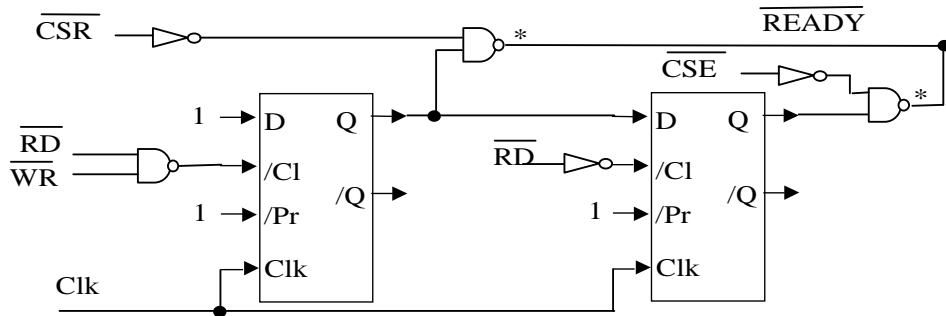 CSR
*
READY
CSE
*
1
D
Q
D
Q
RD
WR
/Cl
RD
/Cl
/Q
/Q
1
/Pr
1
/Pr
Clk
Clk
Clk